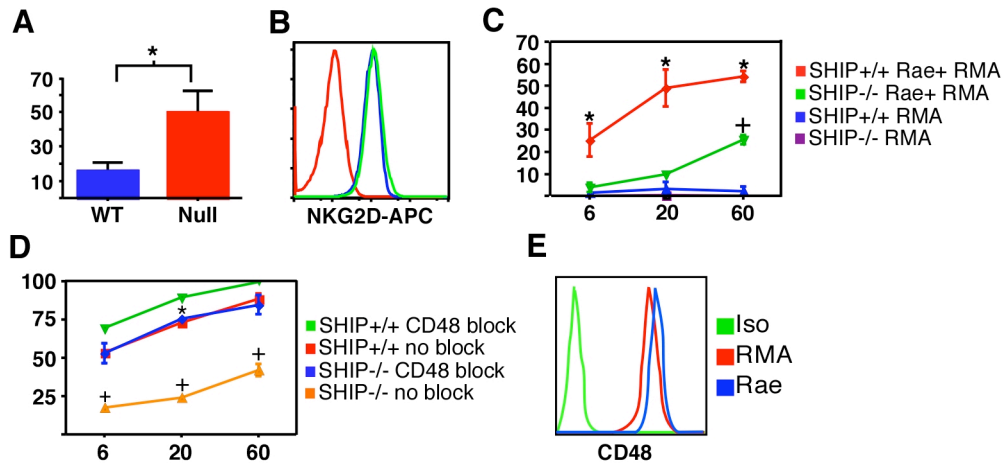 A
*
70
50
30
10
WT
Null
B
NKG2D-APC
C
70
60
50
40
30
20
10
*
*
*
+
6
20
60
SHIP+/+ Rae+ RMA
SHIP-/- Rae+ RMA
SHIP+/+ RMA
SHIP-/- RMA
D
100
75
50
25
*
+
+
+
6
20
60
SHIP+/+ CD48 block
SHIP+/+ no block
SHIP-/- CD48 block
SHIP-/- no block
E
CD48
Iso
RMA
Rae